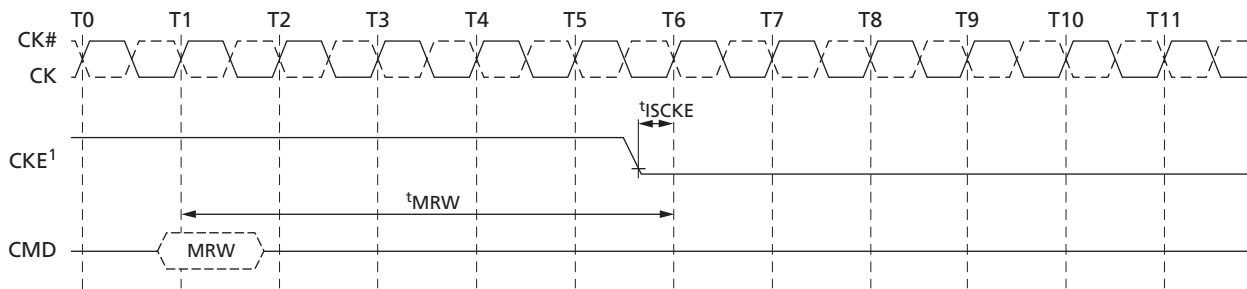 T0 T1 T2 T3 T4 T5 T6 T7 T8 T9 T10 T11
CK#
CK
tISCKE
CKE1
tMRW
CMD MRW